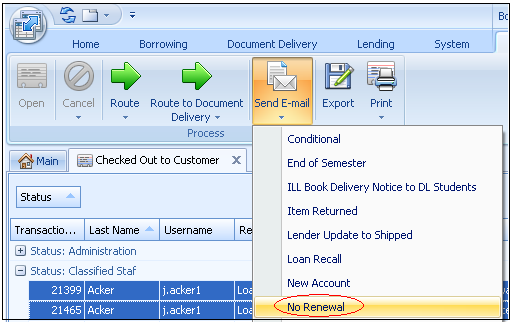 Bo
Home Borrowing Document Delivery Lending System
Open Cancel Route Route to Document Delivery Send E-mail Export Print
Process
Main Checked Out to Customer X
Status
Transactio... Last Name Username Re
Status: Administration
Status: Classified Staf
21399 Acker j.acker1 Loa
21465 Acker j.acker1 Loa
Conditional
End of Semester
ILL Book Delivery Notice to DL Students
Item Returned
Lender Update to Shipped
Loan Recall
New Account
No Renewal